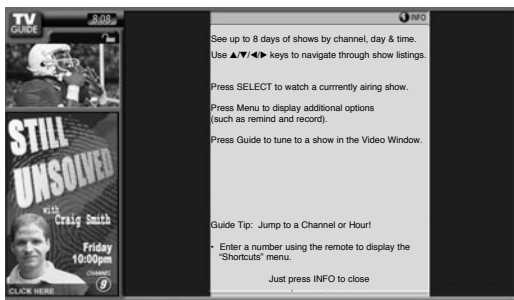 TV
GUIDE
8:08
INFO
See up to 8 days of shows by channel, day & time.
Use ▲/▼/◀/▶ keys to navigate through show listings.
Press SELECT to watch a currrently airing show.
Press Menu to display additional options
(such as remind and record).
Press Guide to tune to a show in the Video Window.
STILL
UNSOLVED
with
Craig Smith
Friday
10:00pm
CHANNEL
9
CLICK HERE
Guide Tip: Jump to a Channel or Hour!
• Enter a number using the remote to display the
"Shortcuts" menu.
Just press INFO to close